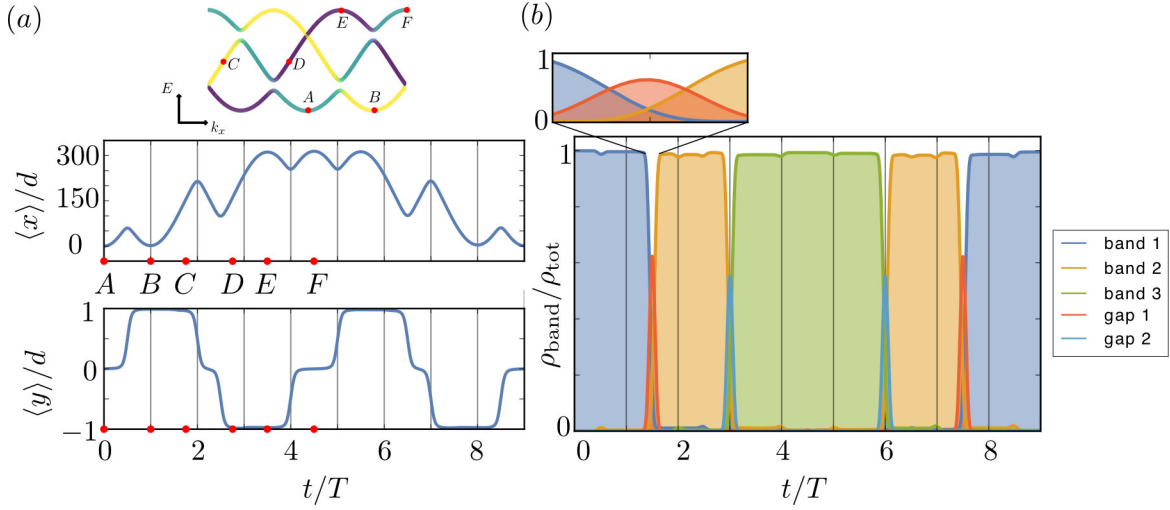 (a)
E
F
C
D
E
A
B
k_x
300
150
0
⟨x⟩/d
A B C D E F
1
0
−1
⟨y⟩/d
0 2 4 6 8
t/T
(b)
1
0
1
0
ρ_band/ρ_tot
0 2 4 6 8
t/T
band 1
band 2
band 3
gap 1
gap 2